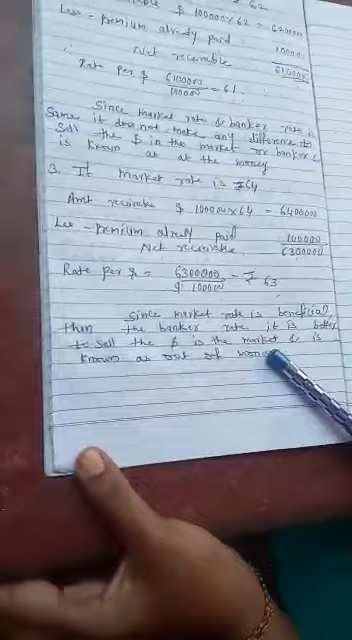 $ 100000 x 62 = 6200000
Less - premium already paid 100000
Net receivable 6100000
Rate per $ 6100000 / 100000 = 61.
Since market rate & banker rate is
Same it does not make any difference to
Sell the $ in the market or banker &
is known as at the money
3. If market rate is ₹64
Amt receivable $ 100000 x 64 = 6400000
Less - premium already paid 100000
Net receivable. 6300000
Rate per $ = 6300000 / $ 100000 - ₹ 63
Since market rate is beneficial
than the banker rate it is better
to sell the $ is the market & is
known as out of money